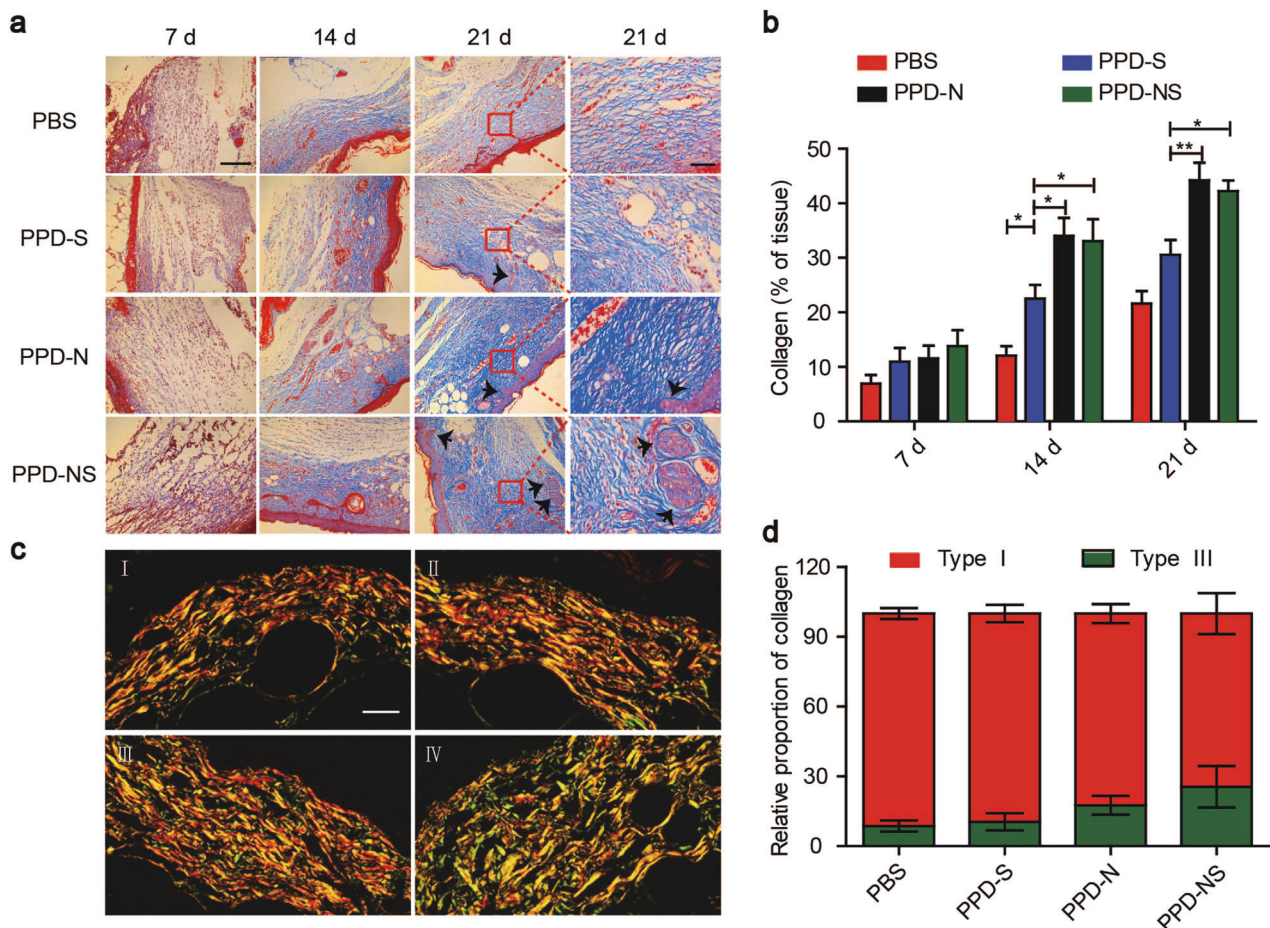 a
7 d 14 d 21 d 21 d
PBS
PPD-S
PPD-N
PPD-NS
b
PBS PPD-S
PPD-N PPD-NS
Collagen (% of tissue)
50
40
30
20
10
0
* * * ** *
7 d 14 d 21 d
c
I II
III IV
d
Type I Type III
Relative proportion of collagen
120
90
60
30
0
PBS PPD-S PPD-N PPD-NS